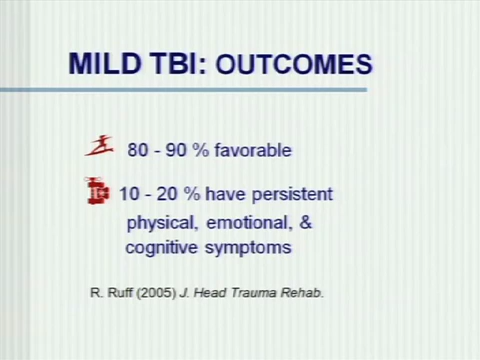 MILD TBI: OUTCOMES
80 - 90 % favorable
10 - 20 % have persistent
physical, emotional, &
cognitive symptoms
R. Ruff (2005) J. Head Trauma Rehab.